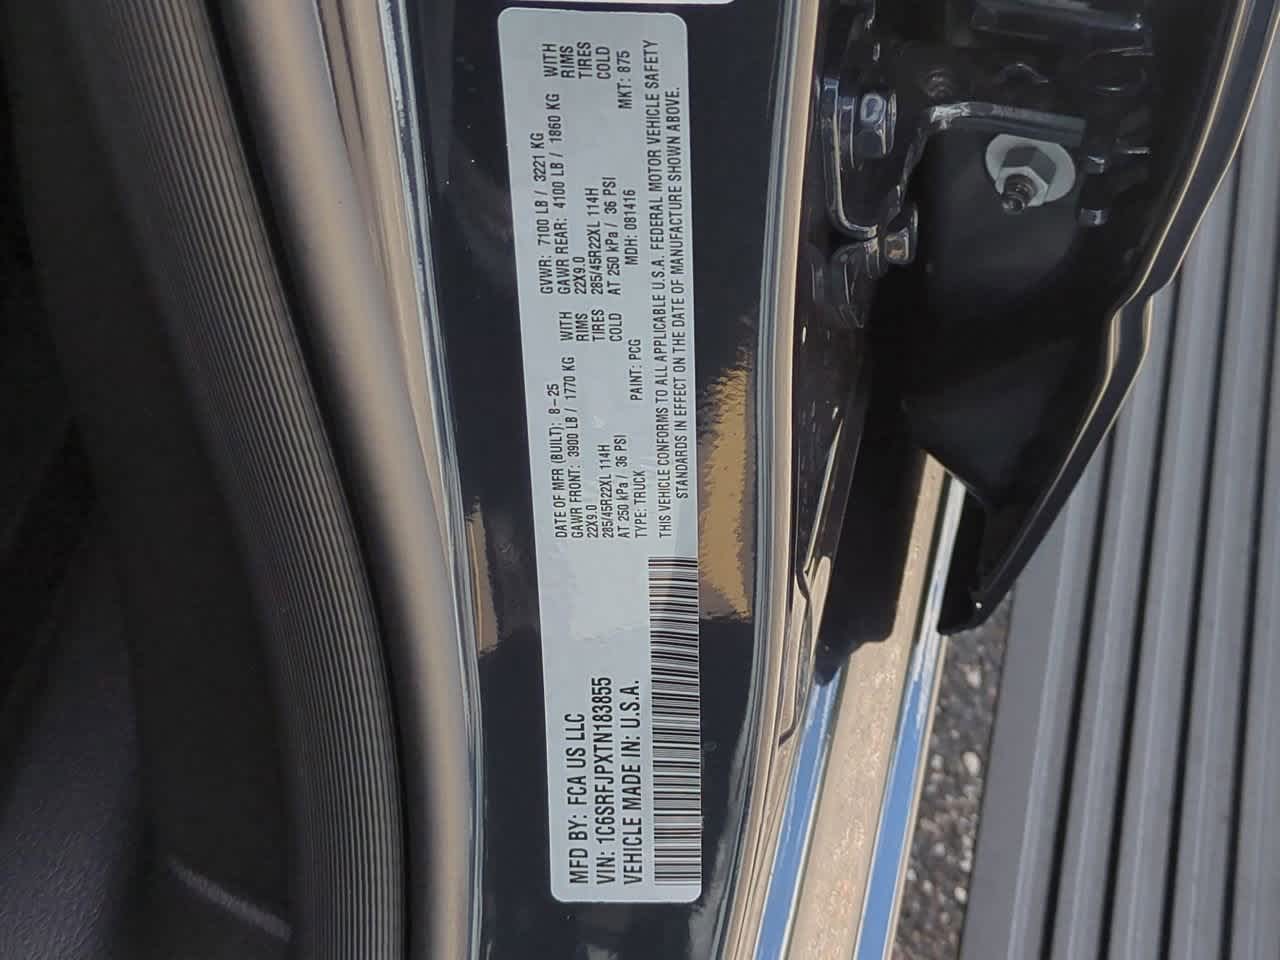 MFD BY: FCA US LLC
VIN: 1C6SRFJPXTN183855
VEHICLE MADE IN: U.S.A.
DATE OF MFR (BUILT): 8-25 GVWR: 7100 LB / 3221 KG
GAWR FRONT: 3900 LB / 1770 KG WITH GAWR REAR: 4100 LB / 1860 KG WITH
22X9.0 RIMS 22X9.0 RIMS
285/45R22XL 114H TIRES 285/45R22XL 114H TIRES
AT 250 kPa / 36 PSI COLD AT 250 kPa / 36 PSI COLD
TYPE: TRUCK PAINT: PCG MDH: 081416 MKT: 875
THIS VEHICLE CONFORMS TO ALL APPLICABLE U.S.A. FEDERAL MOTOR VEHICLE SAFETY
STANDARDS IN EFFECT ON THE DATE OF MANUFACTURE SHOWN ABOVE.